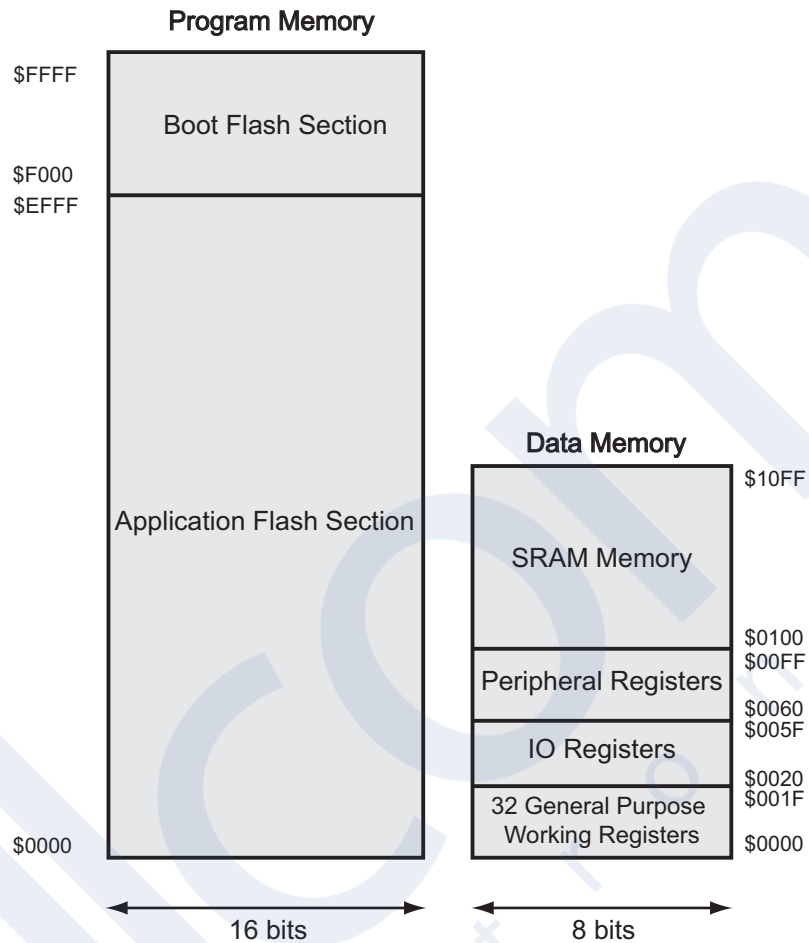 Program Memory
$FFFF
Boot Flash Section
$F000
$EFFF
Application Flash Section
$0000
16 bits
Data Memory
$10FF
SRAM Memory
$0100
$00FF
Peripheral Registers
$0060
$005F
IO Registers
$0020
$001F
32 General Purpose
Working Registers
$0000
8 bits